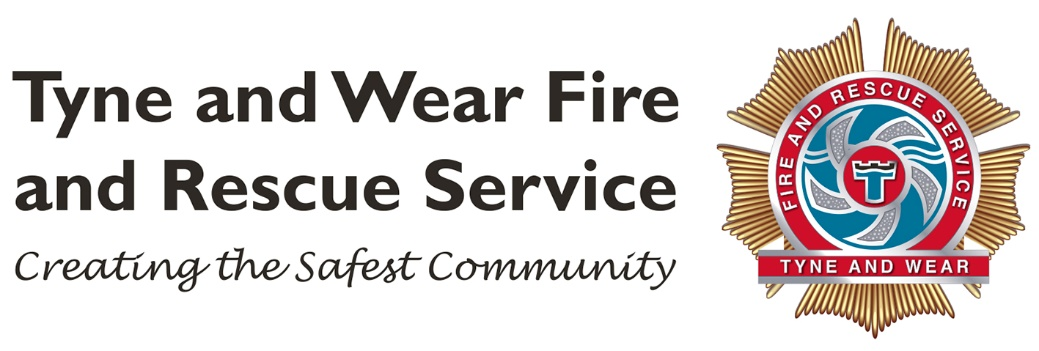 Tyne and Wear Fire
and Rescue Service
Creating the Safest Community
FIRE AND RESCUE SERVICE
T
TYNE AND WEAR